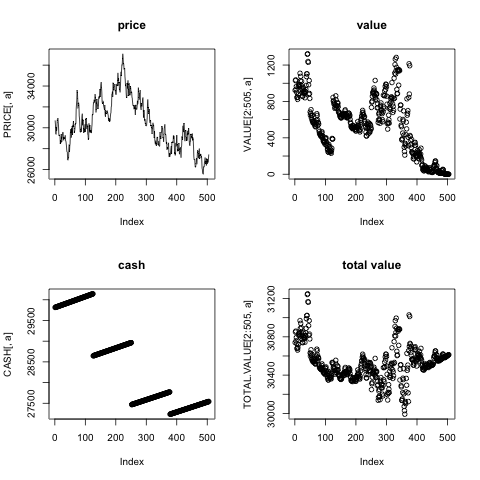 price
PRICE[, a]
26000 30000 34000
0 100 200 300 400 500
Index
value
VALUE[2:505, a]
0 400 800 1200
0 100 200 300 400 500
Index
cash
CASH[, a]
27500 28500 29500
0 100 200 300 400 500
Index
total value
TOTAL.VALUE[2:505, a]
30000 30400 30800 31200
0 100 200 300 400 500
Index